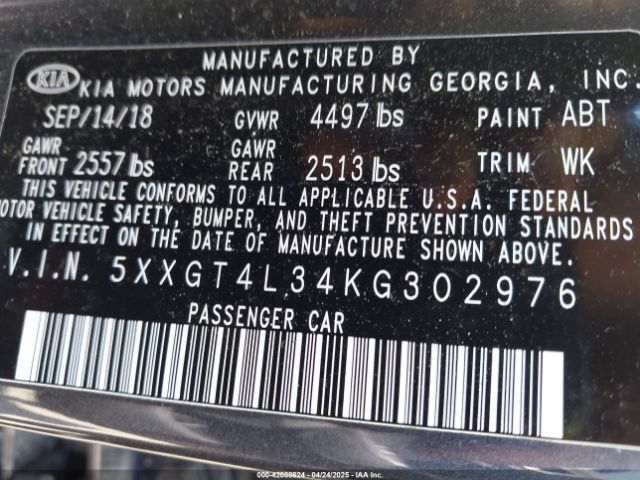 MANUFACTURED BY
KIA KIA MOTORS MANUFACTURING GEORGIA, INC.
SEP/14/18 GVWR 4497 lbs PAINT ABT
GAWR FRONT 2557 lbs GAWR REAR 2513 lbs TRIM WK
THIS VEHICLE CONFORMS TO ALL APPLICABLE U.S.A. FEDERAL
MOTOR VEHICLE SAFETY, BUMPER, AND THEFT PREVENTION STANDARDS
IN EFFECT ON THE DATE OF MANUFACTURE SHOWN ABOVE.
V.I.N. 5XXGT4L34KG302976
PASSENGER CAR
000-42058624 - 04/24/2025 - IAA Inc.